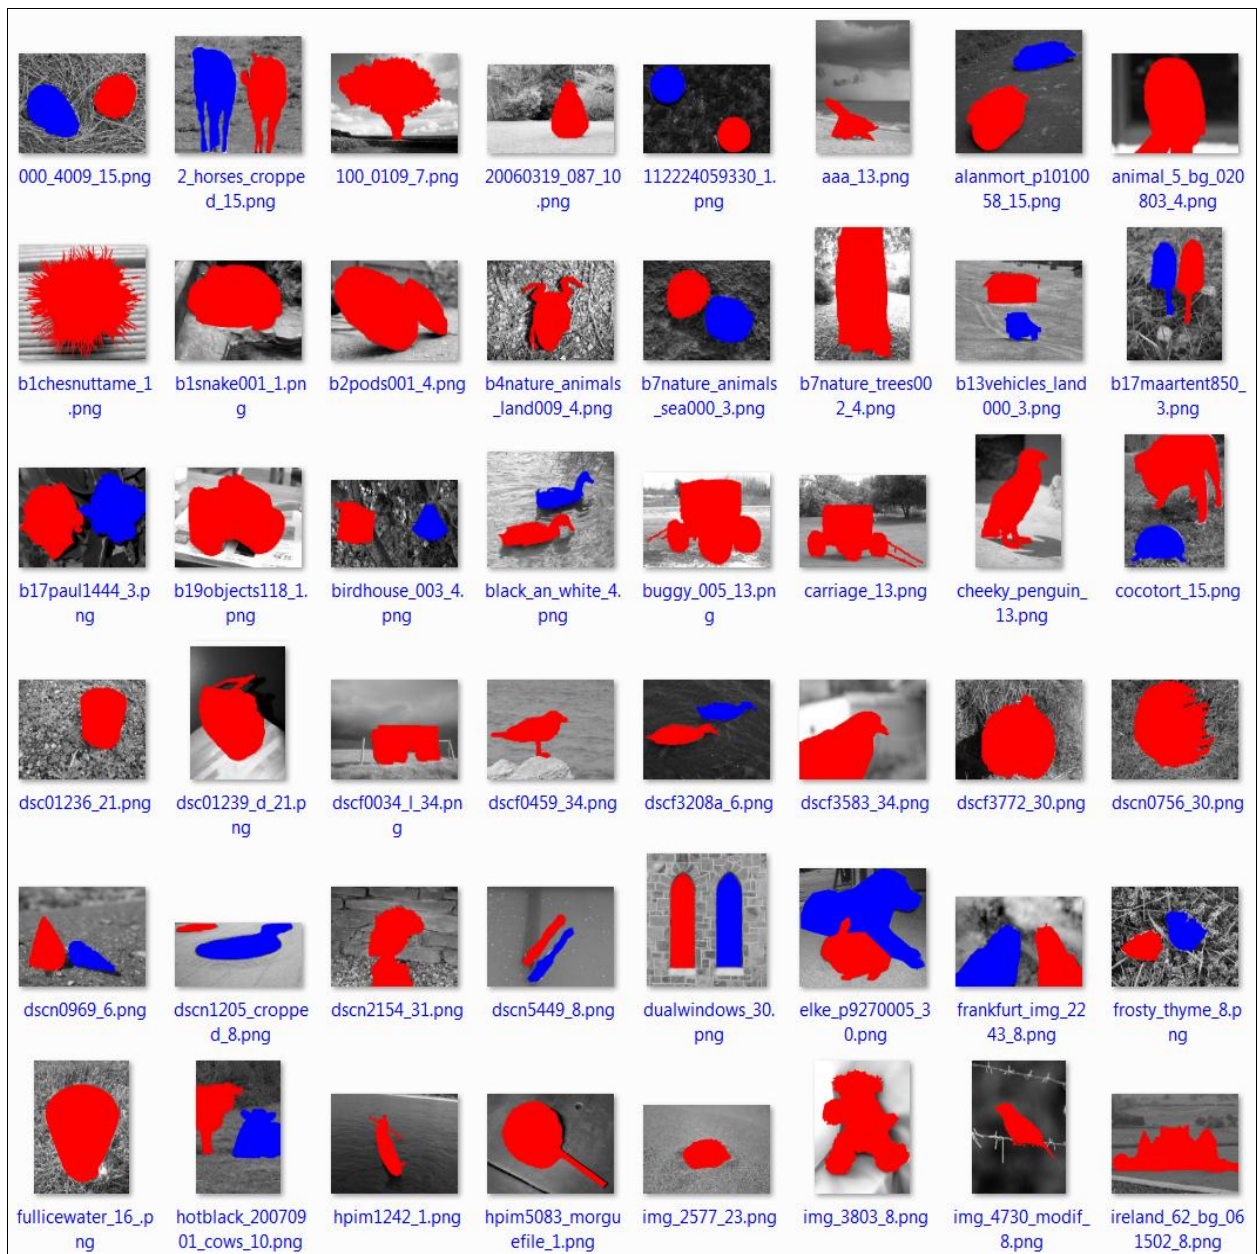 000_4009_15.png
2_horses_croppe
d_15.png
100_0109_7.png
20060319_087_10
.png
112224059330_1.
png
aaa_13.png
alanmort_p10100
58_15.png
animal_5_bg_020
803_4.png
b1chesnuttame_1
.png
b1snake001_1.pn
g
b2pods001_4.png
b4nature_animals
_land009_4.png
b7nature_animals
_sea000_3.png
b7nature_trees00
2_4.png
b13vehicles_land
000_3.png
b17maartent850_
3.png
b17paul1444_3.p
ng
b19objects118_1.
png
birdhouse_003_4.
png
black_an_white_4.
png
buggy_005_13.pn
g
carriage_13.png
cheeky_penguin_
13.png
cocotort_15.png
dsc01236_21.png
dsc01239_d_21.p
ng
dscf0034_l_34.pn
g
dscf0459_34.png
dscf3208a_6.png
dscf3583_34.png
dscf3772_30.png
dscn0756_30.png
dscn0969_6.png
dscn1205_croppe
d_8.png
dscn2154_31.png
dscn5449_8.png
dualwindows_30.
png
elke_p9270005_3
0.png
frankfurt_img_22
43_8.png
frosty_thyme_8.p
ng
fullicewater_16_.p
ng
hotblack_200709
01_cows_10.png
hpim1242_1.png
hpim5083_morgu
efile_1.png
img_2577_23.png
img_3803_8.png
img_4730_modif_
8.png
ireland_62_bg_06
1502_8.png